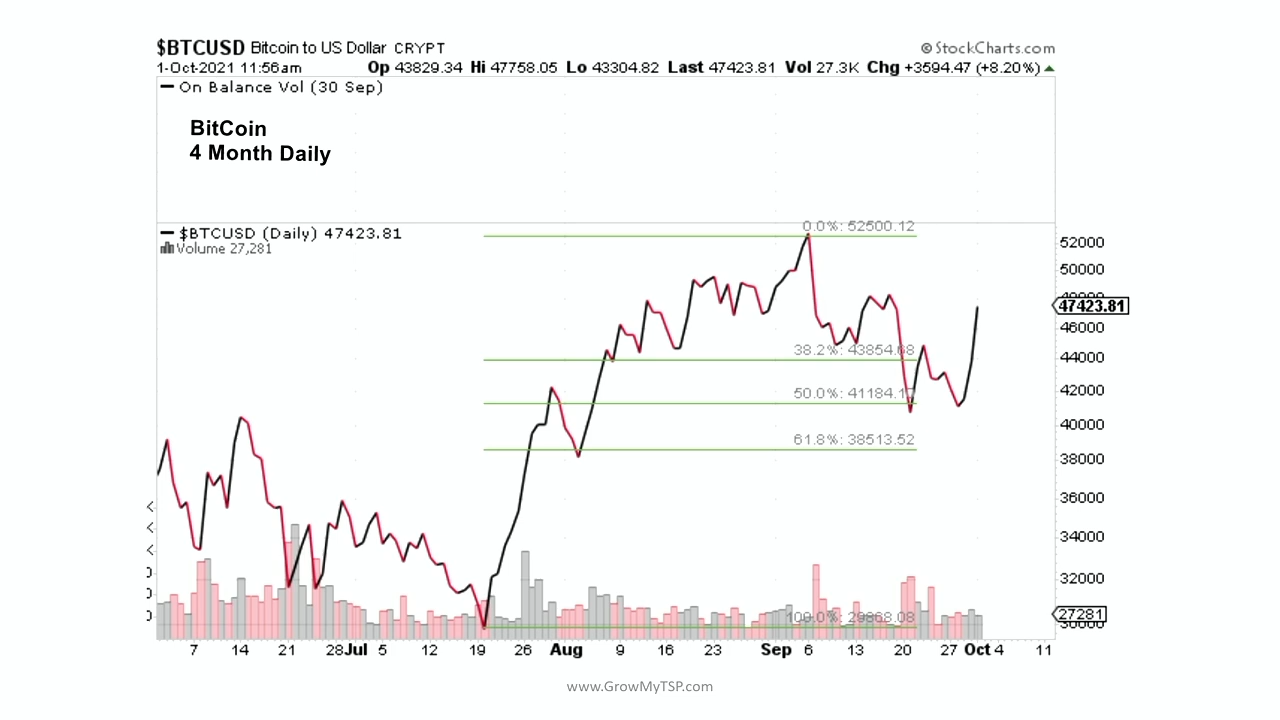 $BTCUSD Bitcoin to US Dollar CRYPT
© StockCharts.com
1-Oct-2021 11:56am
Op 43829.34 Hi 47758.05 Lo 43304.82 Last 47423.81 Vol 27.3K Chg +3594.47 (+8.20%)
On Balance Vol (30 Sep)
BitCoin
4 Month Daily
$BTCUSD (Daily) 47423.81
Volume 27,281
0.0%: 52500.12
52000
50000
47423.81
46000
38.2%: 43854.68
44000
50.0%: 41184.10
42000
40000
61.8%: 38513.52
38000
36000
34000
32000
100.0%: 29868.08
27281
30000
7 14 21 28 Jul 5 12 19 26 Aug 9 16 23 Sep 6 13 20 27 Oct 4 11
www.GrowMyTSP.com